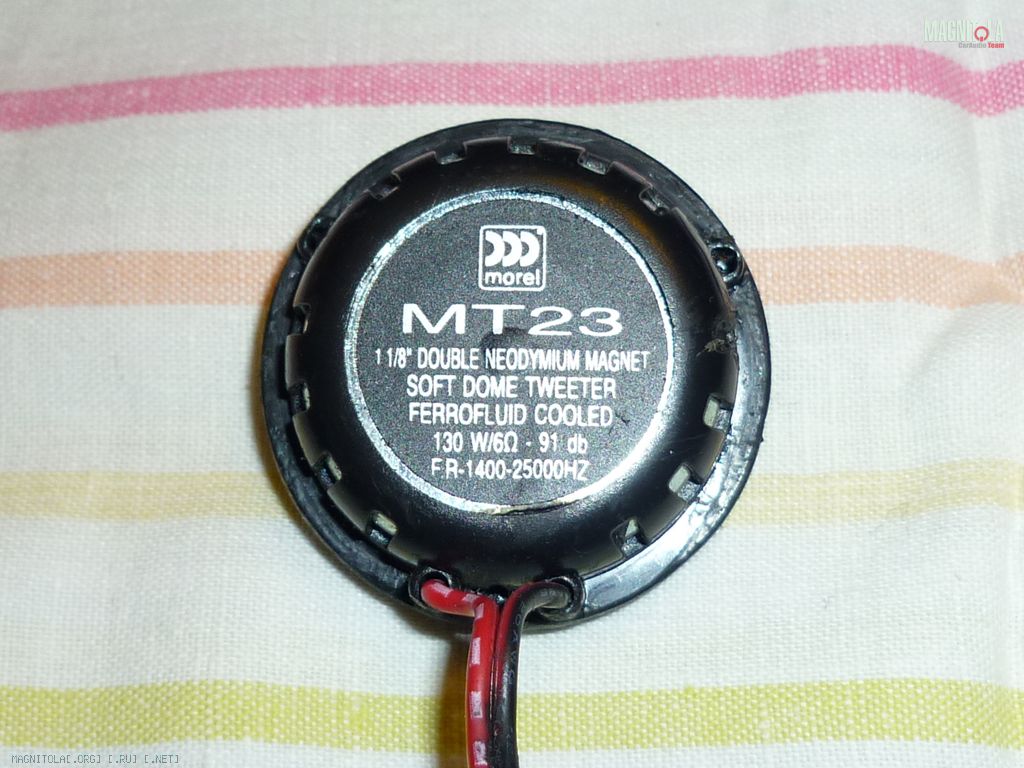 MAGNITOLA
CarAudio Team
morel
MT23
1 1/8" DOUBLE NEODYMIUM MAGNET
SOFT DOME TWEETER
FERROFLUID COOLED
130 W/6Ω - 91 db
FR-1400-25000HZ
MAGNITOLA[.ORG] [.RU] [.NET]